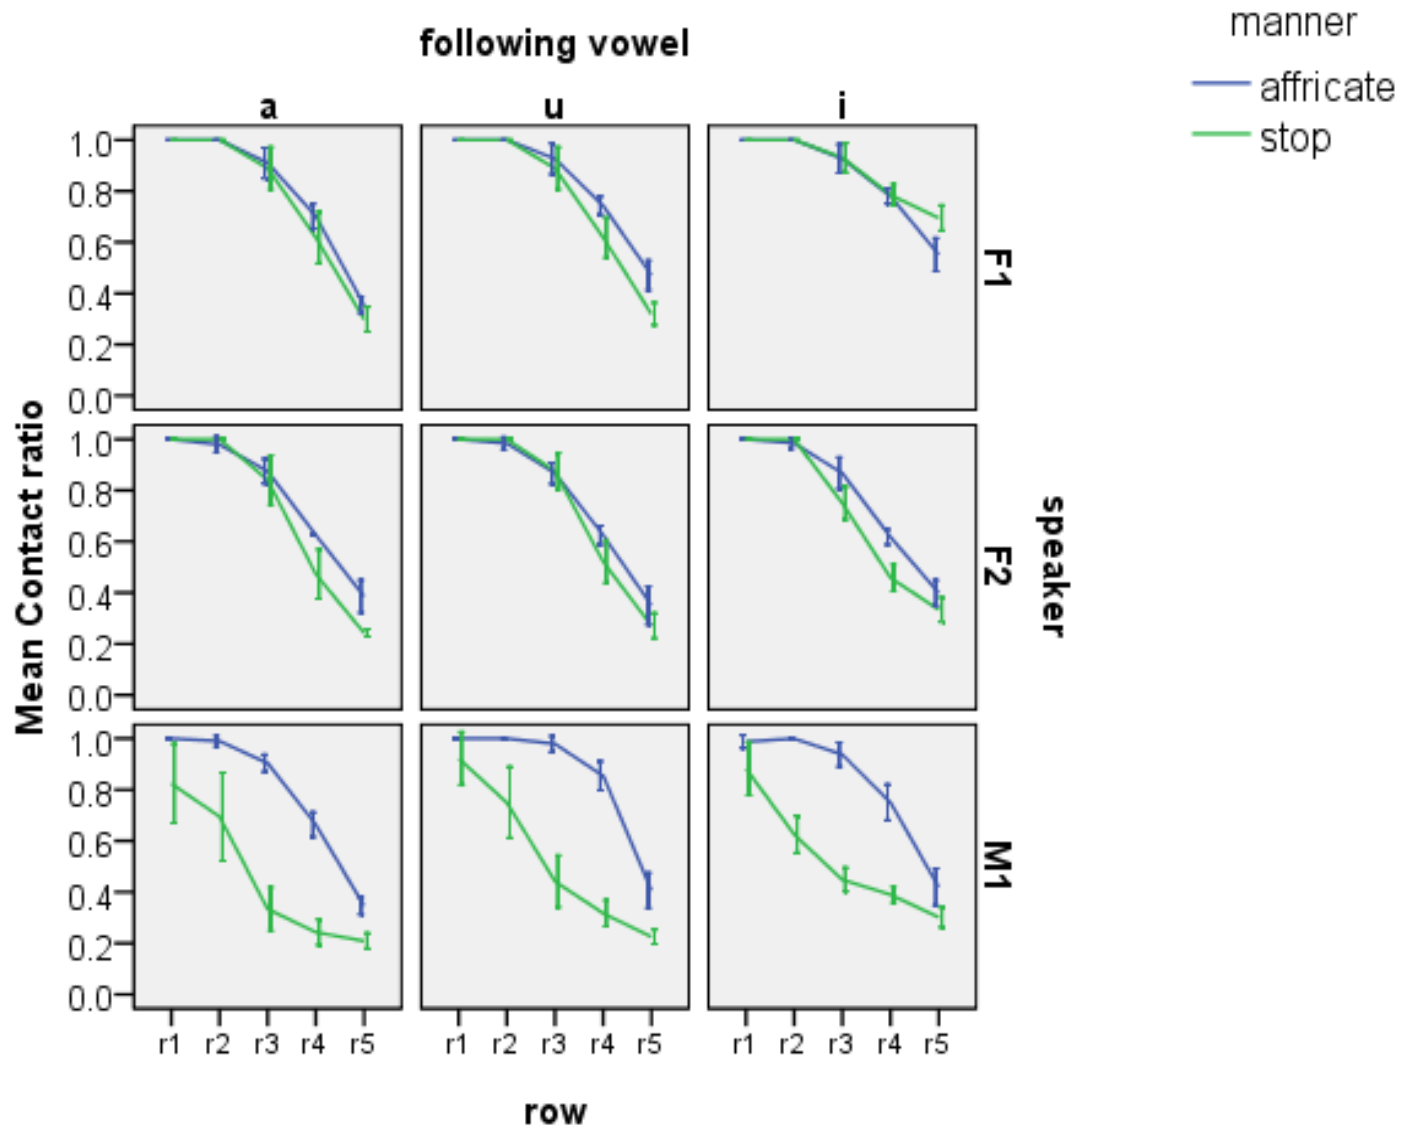 following vowel
a u i
manner
affricate
stop
Mean Contact ratio
1.0
0.8
0.6
0.4
0.2
0.0
F1
1.0
0.8
0.6
0.4
0.2
0.0
F2
speaker
1.0
0.8
0.6
0.4
0.2
0.0
M1
r1 r2 r3 r4 r5 r1 r2 r3 r4 r5 r1 r2 r3 r4 r5
row